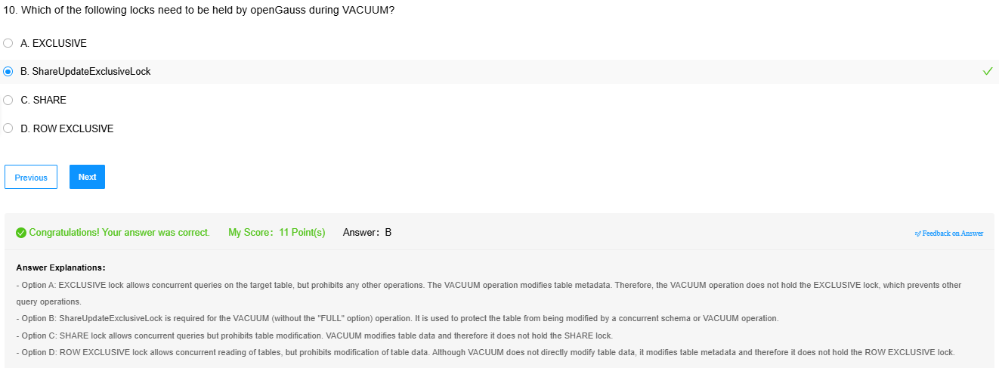 10. Which of the following locks need to be held by openGauss during VACUUM?
A. EXCLUSIVE
B. ShareUpdateExclusiveLock
C. SHARE
D. ROW EXCLUSIVE
Previous Next
Congratulations! Your answer was correct. My Score: 11 Point(s) Answer: B Feedback on Answer
Answer Explanations:
- Option A: EXCLUSIVE lock allows concurrent queries on the target table, but prohibits any other operations. The VACUUM operation modifies table metadata. Therefore, the VACUUM operation does not hold the EXCLUSIVE lock, which prevents other
query operations.
- Option B: ShareUpdateExclusiveLock is required for the VACUUM (without the "FULL" option) operation. It is used to protect the table from being modified by a concurrent schema or VACUUM operation.
- Option C: SHARE lock allows concurrent queries but prohibits table modification. VACUUM modifies table data and therefore it does not hold the SHARE lock.
- Option D: ROW EXCLUSIVE lock allows concurrent reading of tables, but prohibits modification of table data. Although VACUUM does not directly modify table data, it modifies table metadata and therefore it does not hold the ROW EXCLUSIVE lock.